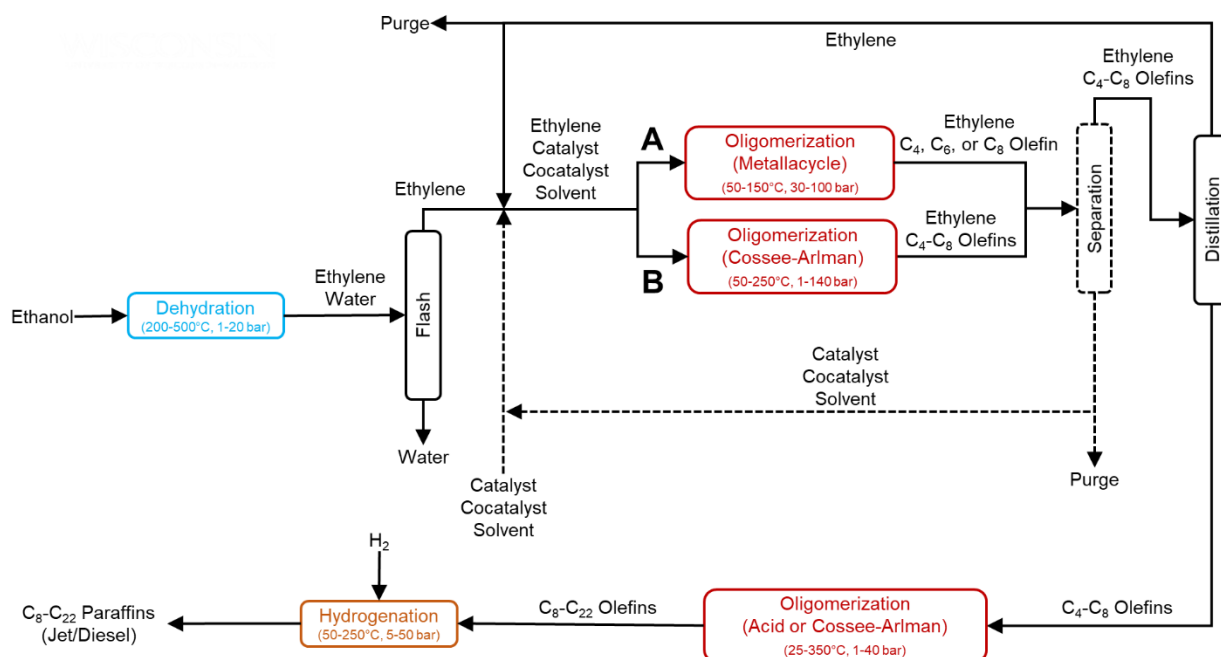 Purge
Ethylene
Ethylene
C₄-C₈ Olefins
Ethylene
Catalyst
Cocatalyst
Solvent
A
Oligomerization
(Metallacycle)
(50-150°C, 30-100 bar)
Ethylene
C₄, C₆, or C₈ Olefin
Ethylene
Separation
Distillation
B
Oligomerization
(Cossee-Arlman)
(50-250°C, 1-140 bar)
Ethylene
C₄-C₈ Olefins
Ethanol
Dehydration
(200-500°C, 1-20 bar)
Ethylene
Water
Flash
Water
Catalyst
Cocatalyst
Solvent
Catalyst
Cocatalyst
Solvent
Purge
H₂
C₈-C₂₂ Paraffins
(Jet/Diesel)
Hydrogenation
(50-250°C, 5-50 bar)
C₈-C₂₂ Olefins
Oligomerization
(Acid or Cossee-Arlman)
(25-350°C, 1-40 bar)
C₄-C₈ Olefins